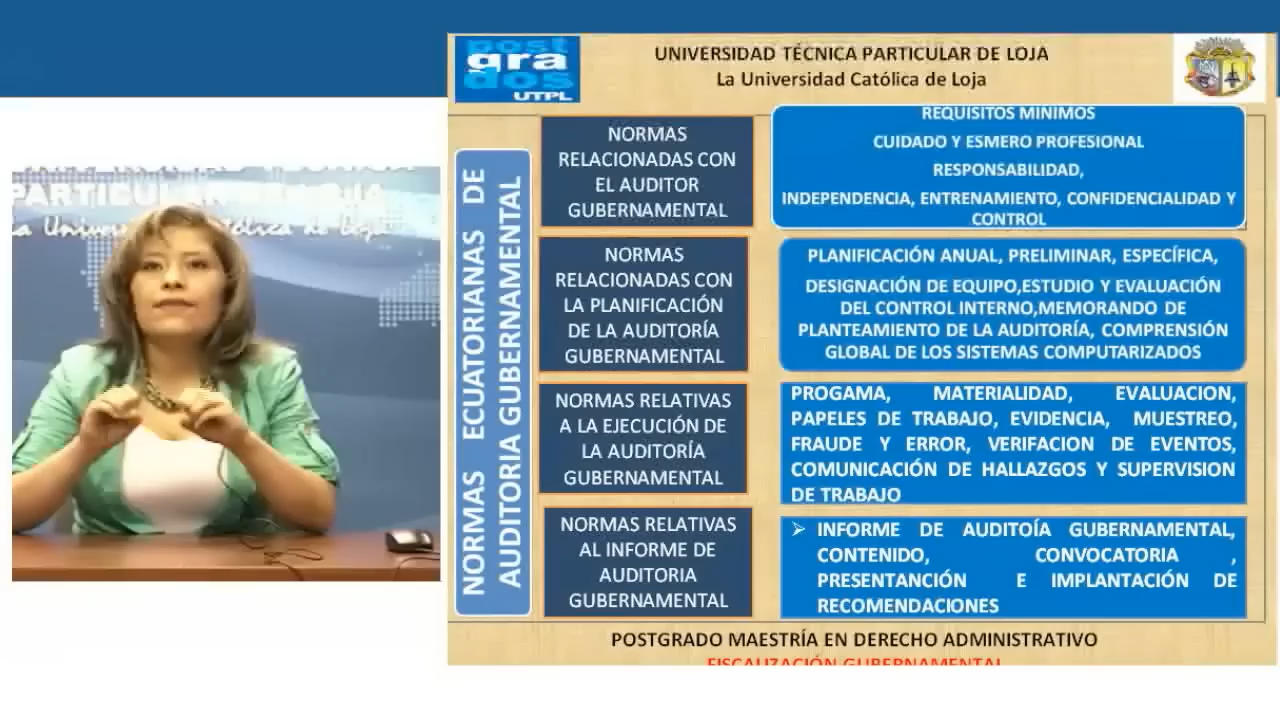 post
gra
dos
UTPL
UNIVERSIDAD TÉCNICA PARTICULAR DE LOJA
La Universidad Católica de Loja
NORMAS ECUATORIANAS DE
AUDITORIA GUBERNAMENTAL
NORMAS
RELACIONADAS CON
EL AUDITOR
GUBERNAMENTAL
REQUISITOS MINIMOS
CUIDADO Y ESMERO PROFESIONAL
RESPONSABILIDAD,
INDEPENDENCIA, ENTRENAMIENTO, CONFIDENCIALIDAD Y
CONTROL
NORMAS
RELACIONADAS CON
LA PLANIFICACIÓN
DE LA AUDITORÍA
GUBERNAMENTAL
PLANIFICACIÓN ANUAL, PRELIMINAR, ESPECÍFICA,
DESIGNACIÓN DE EQUIPO,ESTUDIO Y EVALUACIÓN
DEL CONTROL INTERNO,MEMORANDO DE
PLANTEAMIENTO DE LA AUDITORÍA, COMPRENSIÓN
GLOBAL DE LOS SISTEMAS COMPUTARIZADOS
NORMAS RELATIVAS
A LA EJECUCIÓN DE
LA AUDITORÍA
GUBERNAMENTAL
PROGAMA, MATERIALIDAD, EVALUACION,
PAPELES DE TRABAJO, EVIDENCIA, MUESTREO,
FRAUDE Y ERROR, VERIFACION DE EVENTOS,
COMUNICACIÓN DE HALLAZGOS Y SUPERVISION
DE TRABAJO
NORMAS RELATIVAS
AL INFORME DE
AUDITORIA
GUBERNAMENTAL
➢ INFORME DE AUDITOÍA GUBERNAMENTAL,
CONTENIDO, CONVOCATORIA ,
PRESENTANCIÓN E IMPLANTACIÓN DE
RECOMENDACIONES
POSTGRADO MAESTRÍA EN DERECHO ADMINISTRATIVO
FISCALIZACIÓN GUBERNAMENTAL
LOJA
de Loja